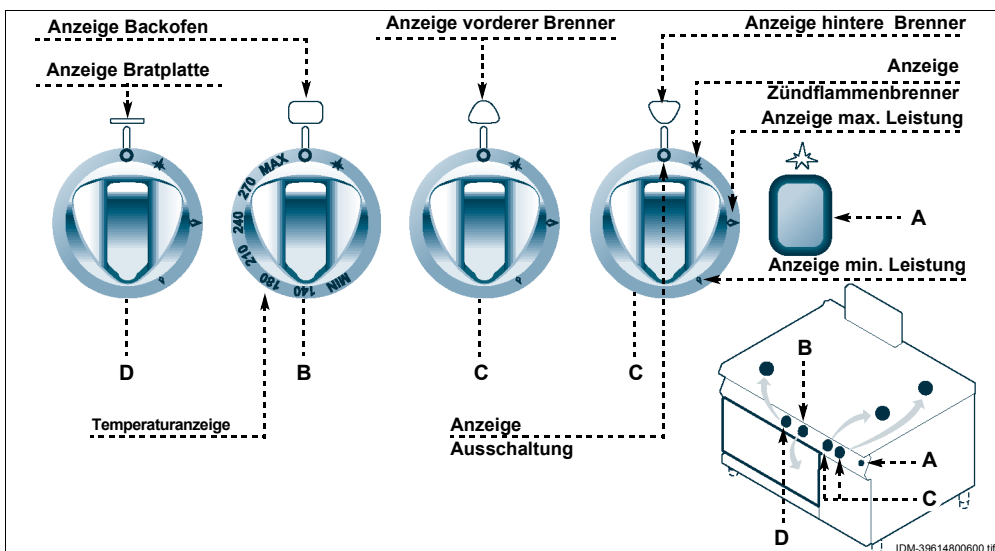 Anzeige Backofen
Anzeige vorderer Brenner
Anzeige hintere Brenner
Anzeige Bratplatte
Anzeige
Zündflammenbrenner
Anzeige max. Leistung
MAX
270
240
210
180
140
MIN
A
Anzeige min. Leistung
D
B
C
C
Temperaturanzeige
Anzeige
Ausschaltung
B
A
C
D
IDM-39614800600.tif